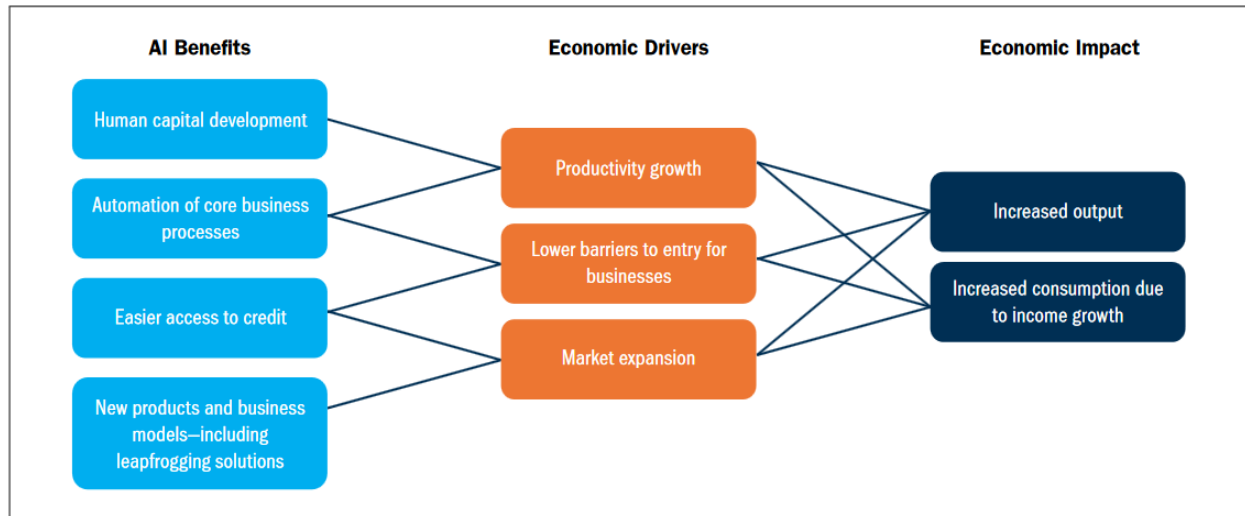 AI Benefits
Economic Drivers
Economic Impact
Human capital development
Automation of core business
processes
Easier access to credit
New products and business
models—including
leapfrogging solutions
Productivity growth
Lower barriers to entry for
businesses
Market expansion
Increased output
Increased consumption due
to income growth